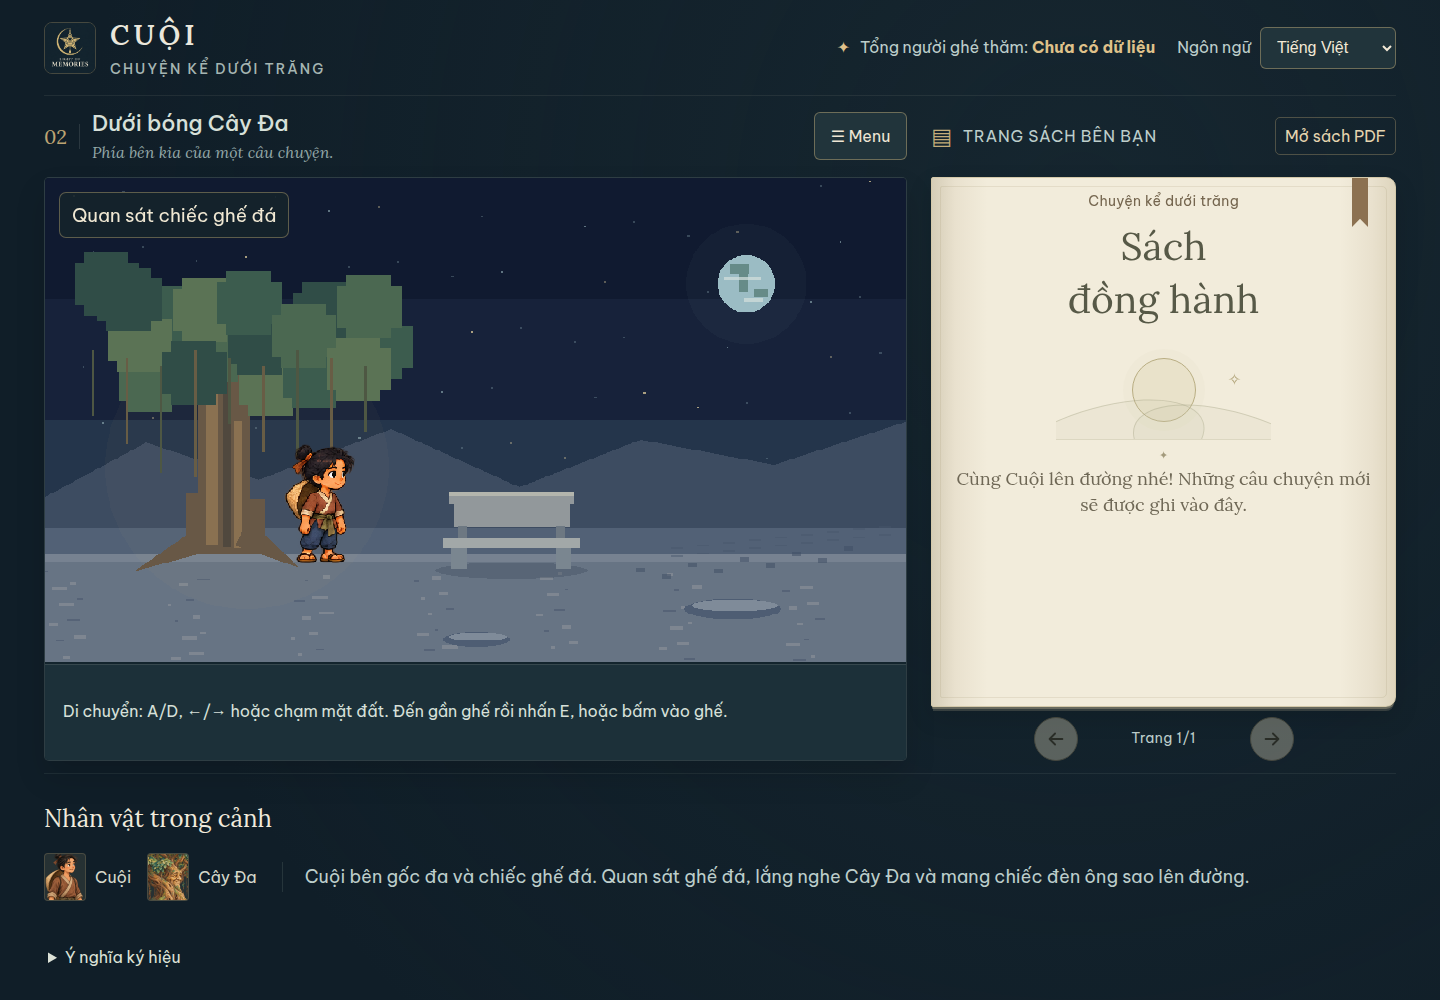 MEMORIES
CUỘI
CHUYỆN KỂ DƯỚI TRĂNG
✦ Tổng người ghé thăm: Chưa có dữ liệu
Ngôn ngữ
Tiếng Việt
02
Dưới bóng Cây Đa
Phía bên kia của một câu chuyện.
☰ Menu
TRANG SÁCH BÊN BẠN
Mở sách PDF
Quan sát chiếc ghế đá
Chuyện kể dưới trăng
Sách
đồng hành
Cùng Cuội lên đường nhé! Những câu chuyện mới
sẽ được ghi vào đây.
Di chuyển: A/D, ←/→ hoặc chạm mặt đất. Đến gần ghế rồi nhấn E, hoặc bấm vào ghế.
← Trang 1/1 →
Nhân vật trong cảnh
Cuội
Cây Đa
Cuội bên gốc đa và chiếc ghế đá. Quan sát ghế đá, lắng nghe Cây Đa và mang chiếc đèn ông sao lên đường.
▶ Ý nghĩa ký hiệu